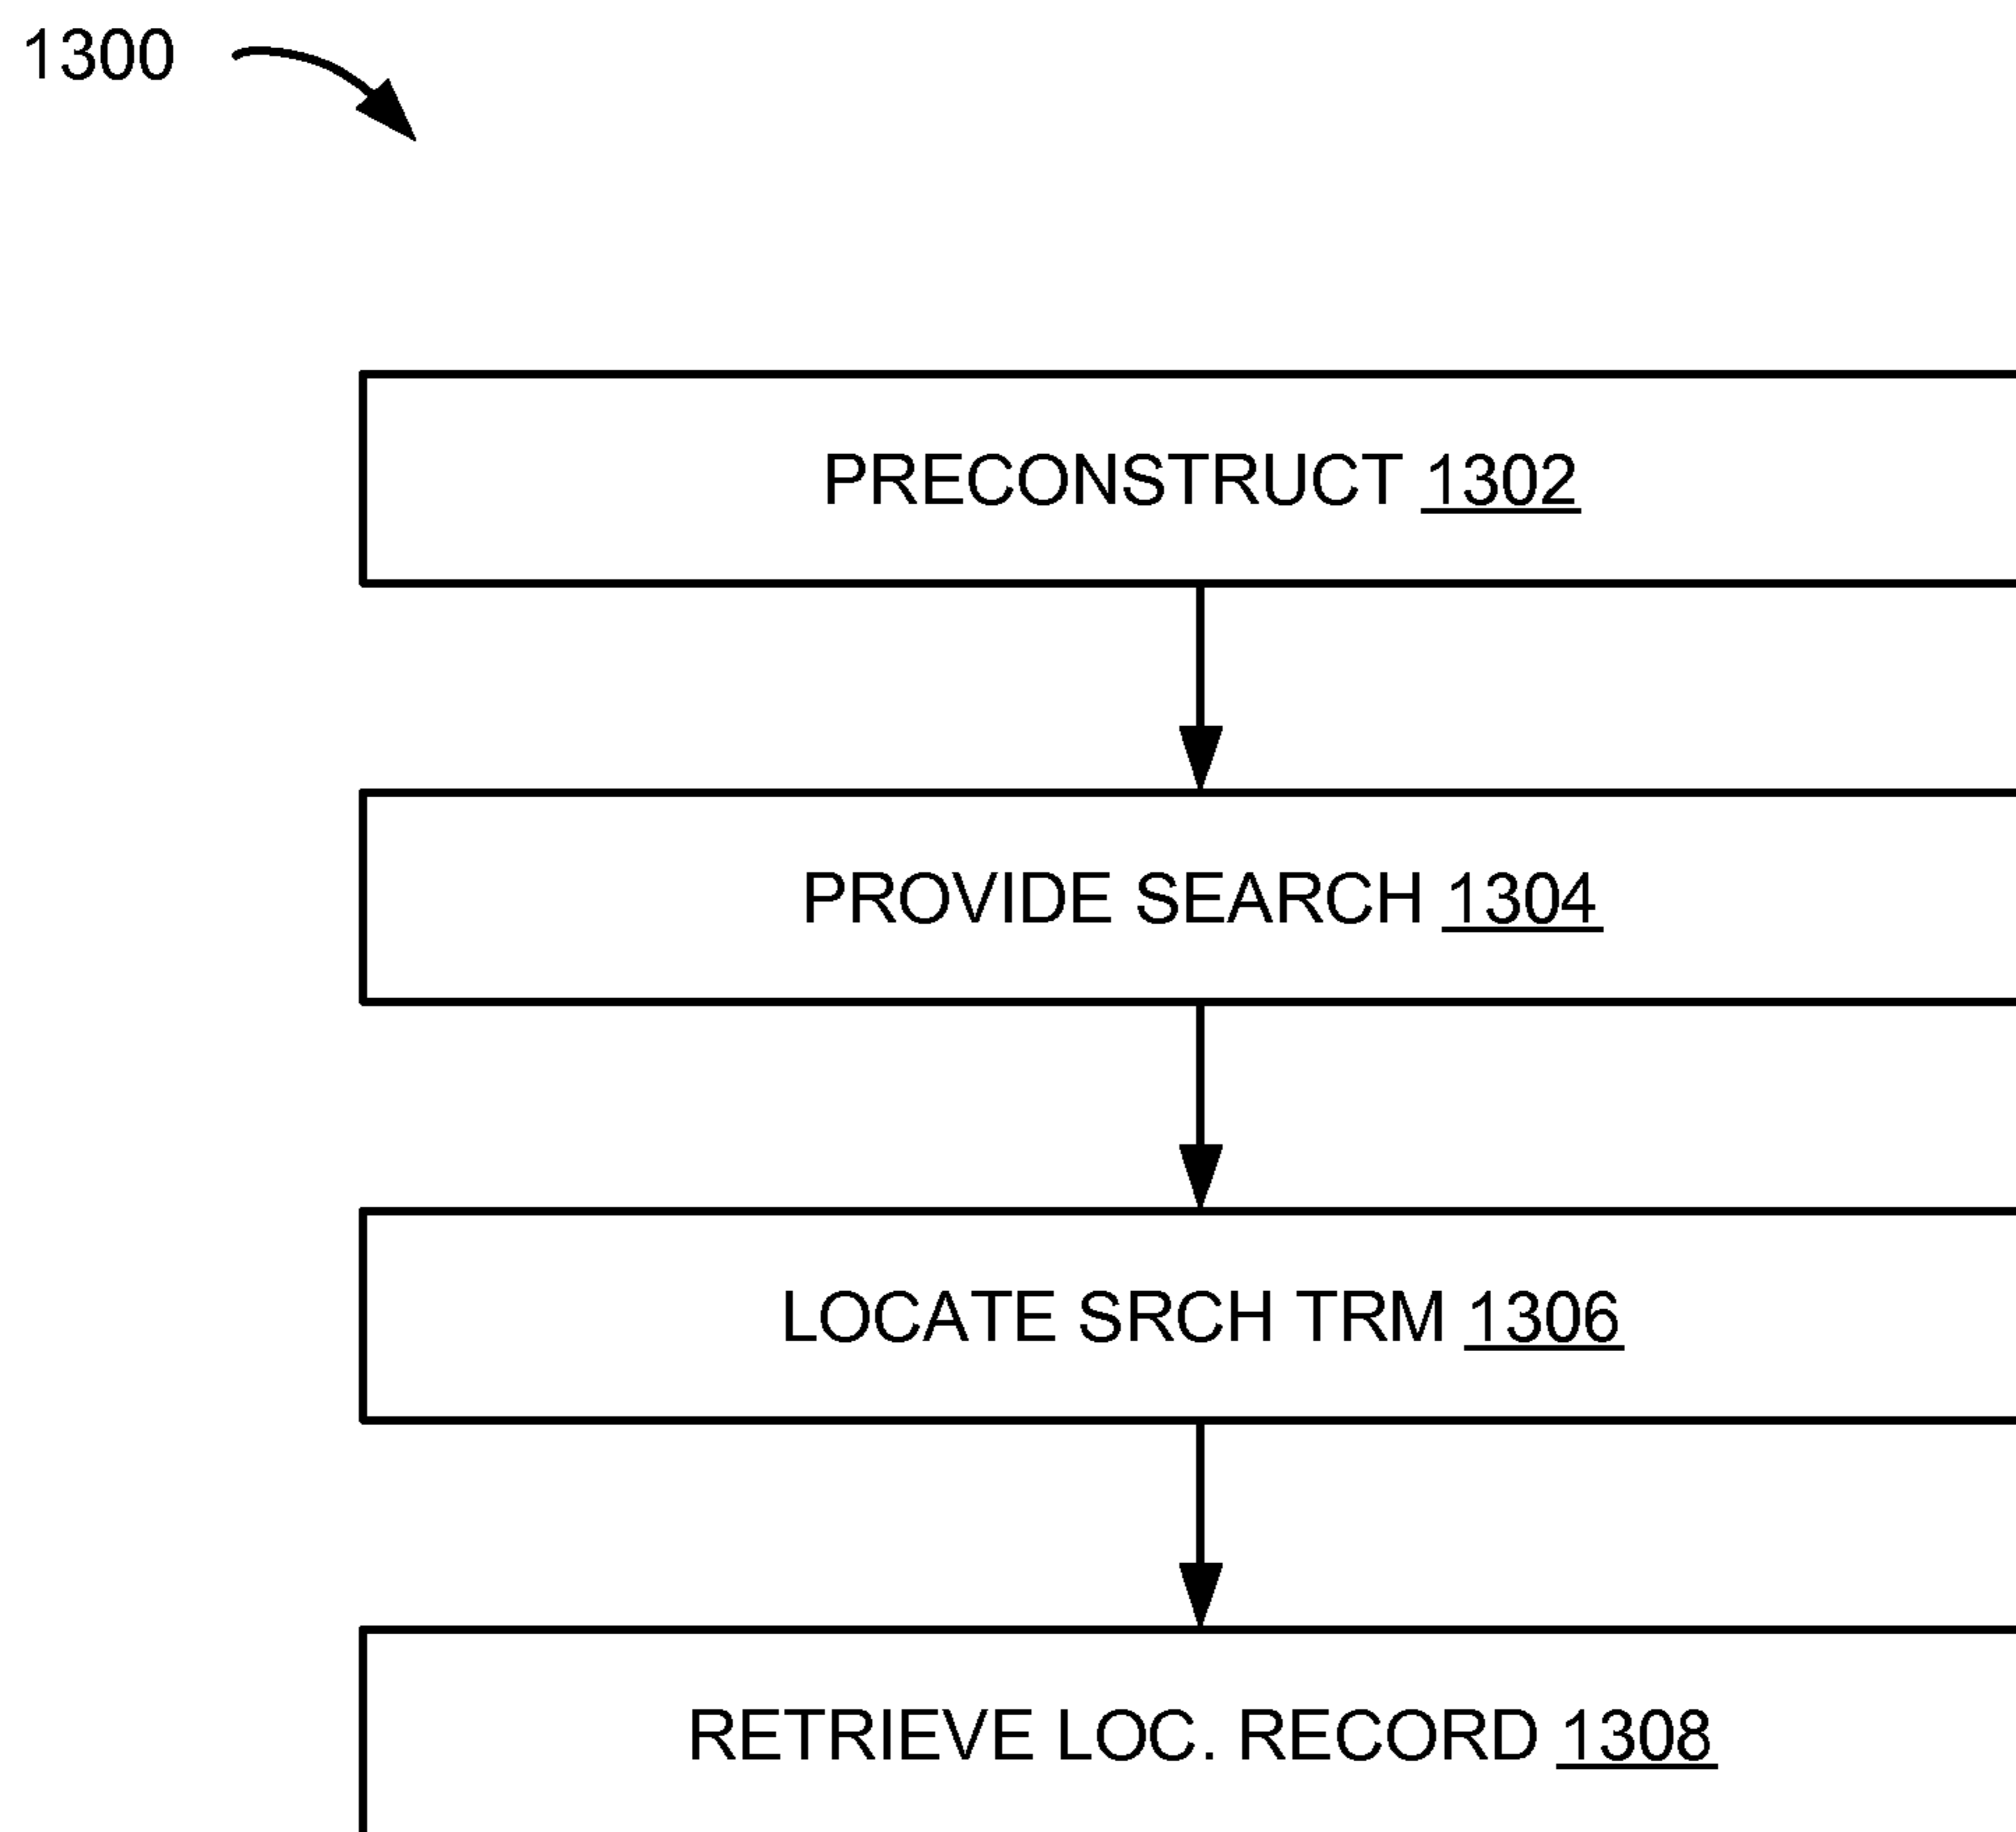 1300
PRECONSTRUCT 1302
PROVIDE SEARCH 1304
LOCATE SRCH TRM 1306
RETRIEVE LOC. RECORD 1308